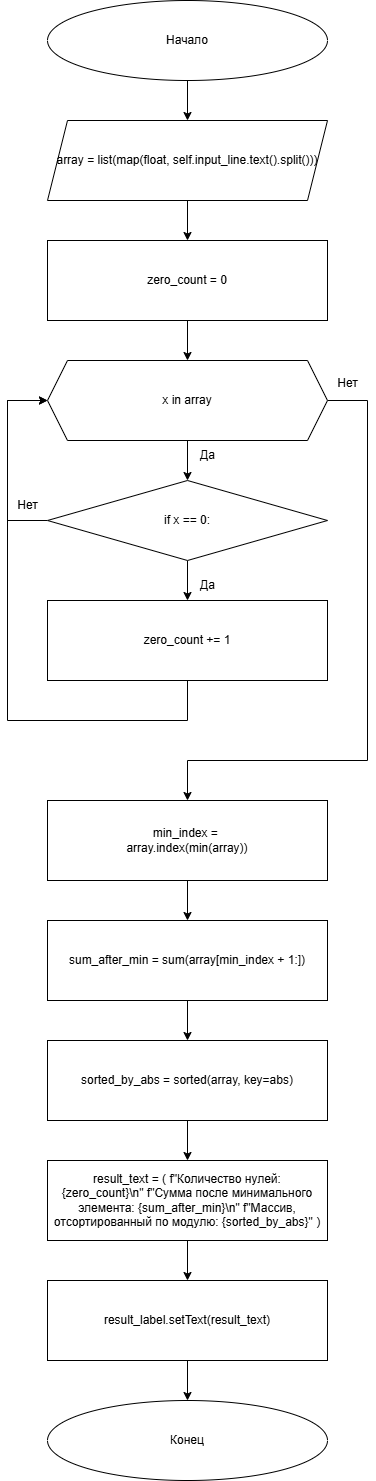 Начало
array = list(map(float, self.input_line.text().split()))
zero_count = 0
Нет
x in array
Да
Нет
if x == 0:
Да
zero_count += 1
min_index =
array.index(min(array))
sum_after_min = sum(array[min_index + 1:])
sorted_by_abs = sorted(array, key=abs)
result_text = ( f"Количество нулей:
{zero_count}\n" f"Сумма после минимального
элемента: {sum_after_min}\n" f"Массив,
отсортированный по модулю: {sorted_by_abs}" )
result_label.setText(result_text)
Конец